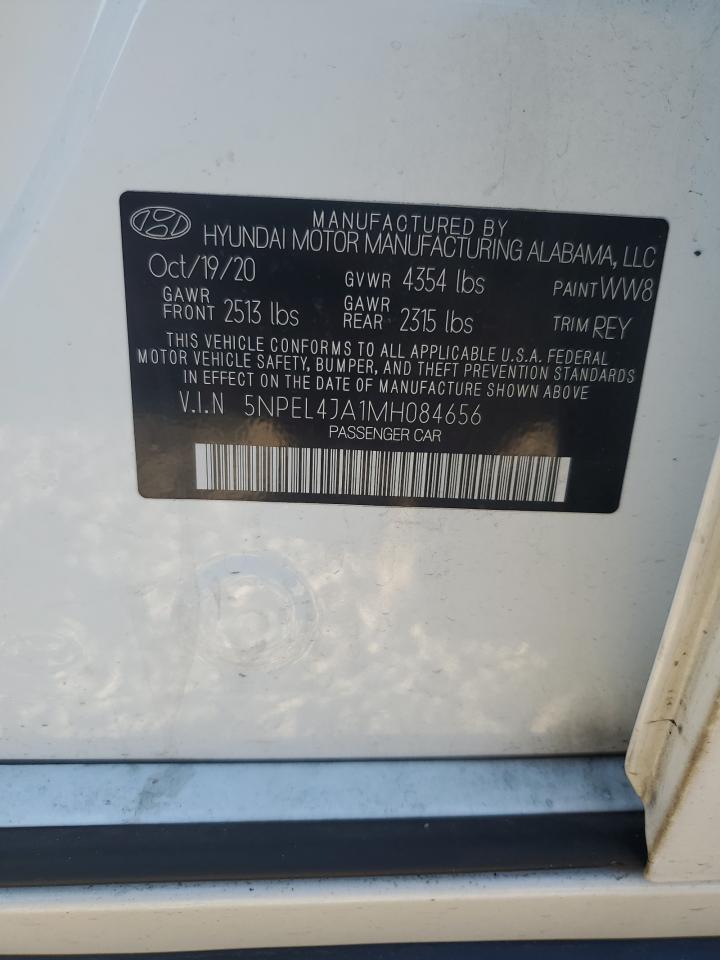 MANUFACTURED BY
HYUNDAI MOTOR MANUFACTURING ALABAMA, LLC
Oct/19/20 GVWR 4354 lbs PAINT WW8
GAWR FRONT 2513 lbs GAWR REAR 2315 lbs TRIM REY
THIS VEHICLE CONFORMS TO ALL APPLICABLE U.S.A. FEDERAL
MOTOR VEHICLE SAFETY, BUMPER, AND THEFT PREVENTION STANDARDS
IN EFFECT ON THE DATE OF MANUFACTURE SHOWN ABOVE
V.I.N 5NPEL4JA1MH084656
PASSENGER CAR